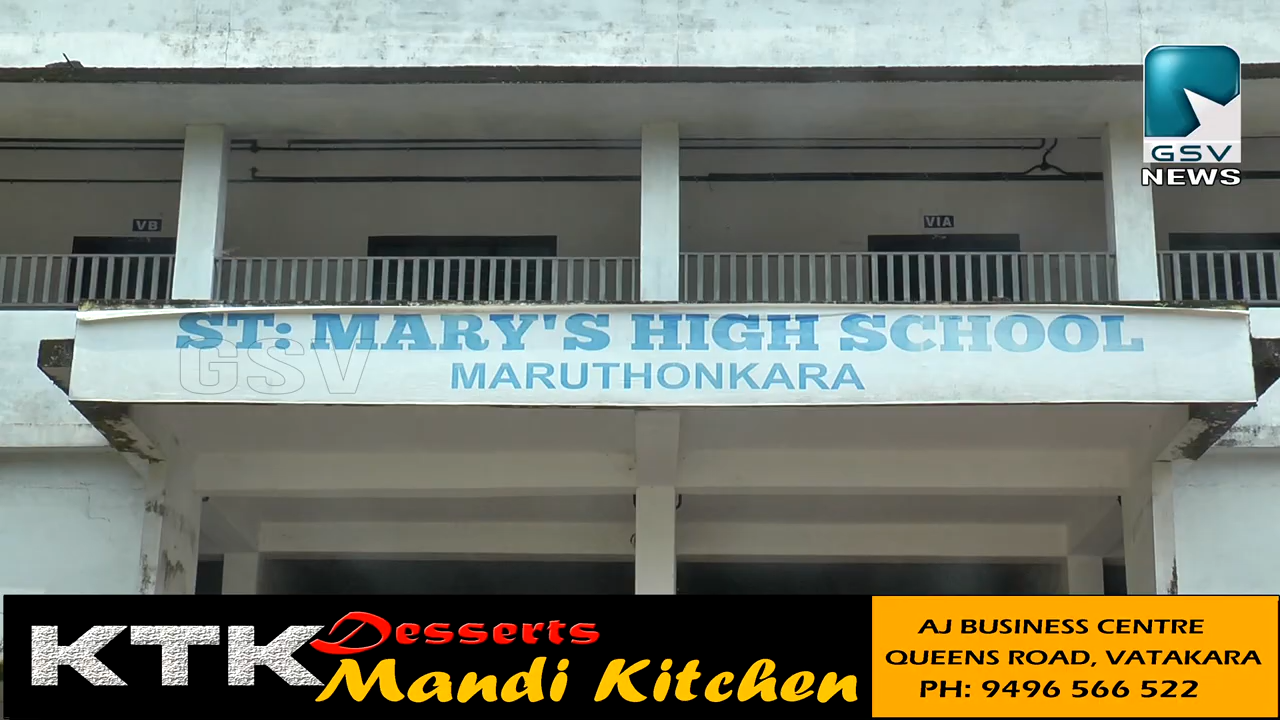 GSV
NEWS
VB
VIA
ST: MARY'S HIGH SCHOOL
GSV
MARUTHONKARA
KTK Desserts
Mandi Kitchen
AJ BUSINESS CENTRE
QUEENS ROAD, VATAKARA
PH: 9496 566 522